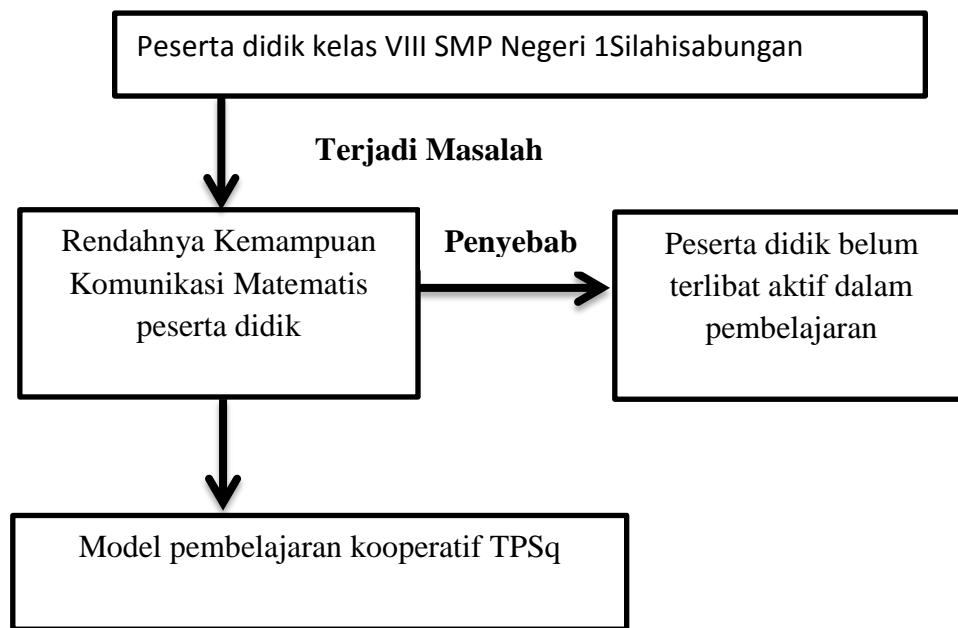 Peserta didik kelas VIII SMP Negeri 1Silahisabungan
Terjadi Masalah
Rendahnya Kemampuan
Komunikasi Matematis
peserta didik
Penyebab
Peserta didik belum
terlibat aktif dalam
pembelajaran
Model pembelajaran kooperatif TPSq